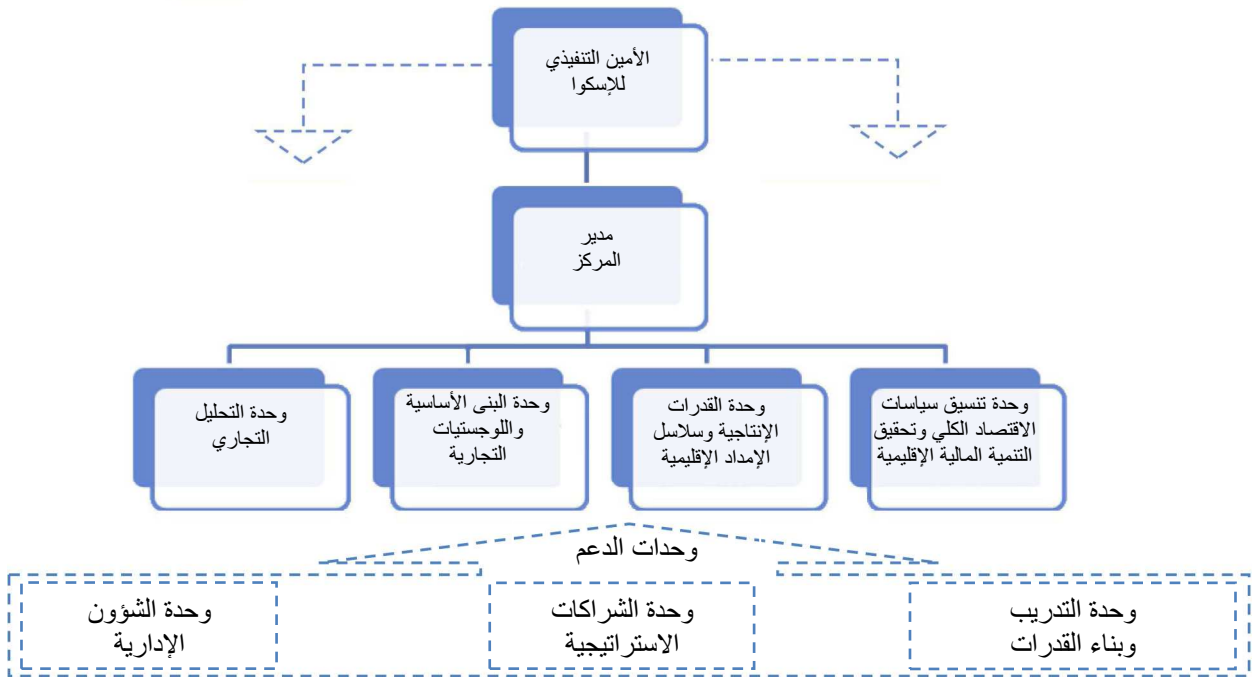 الأمين التنفيذي
للإسكوا
مدير
المركز
وحدة تنسيق سياسات
الاقتصاد الكلي وتحقيق
التنمية المالية الإقليمية
وحدة القدرات
الإنتاجية وسلاسل
الإمداد الإقليمية
وحدة البنى الأساسية
واللوجستيات
التجارية
وحدة التحليل
التجاري
وحدات الدعم
وحدة التدريب
وبناء القدرات
وحدة الشراكات
الاستراتيجية
وحدة الشؤون
الإدارية